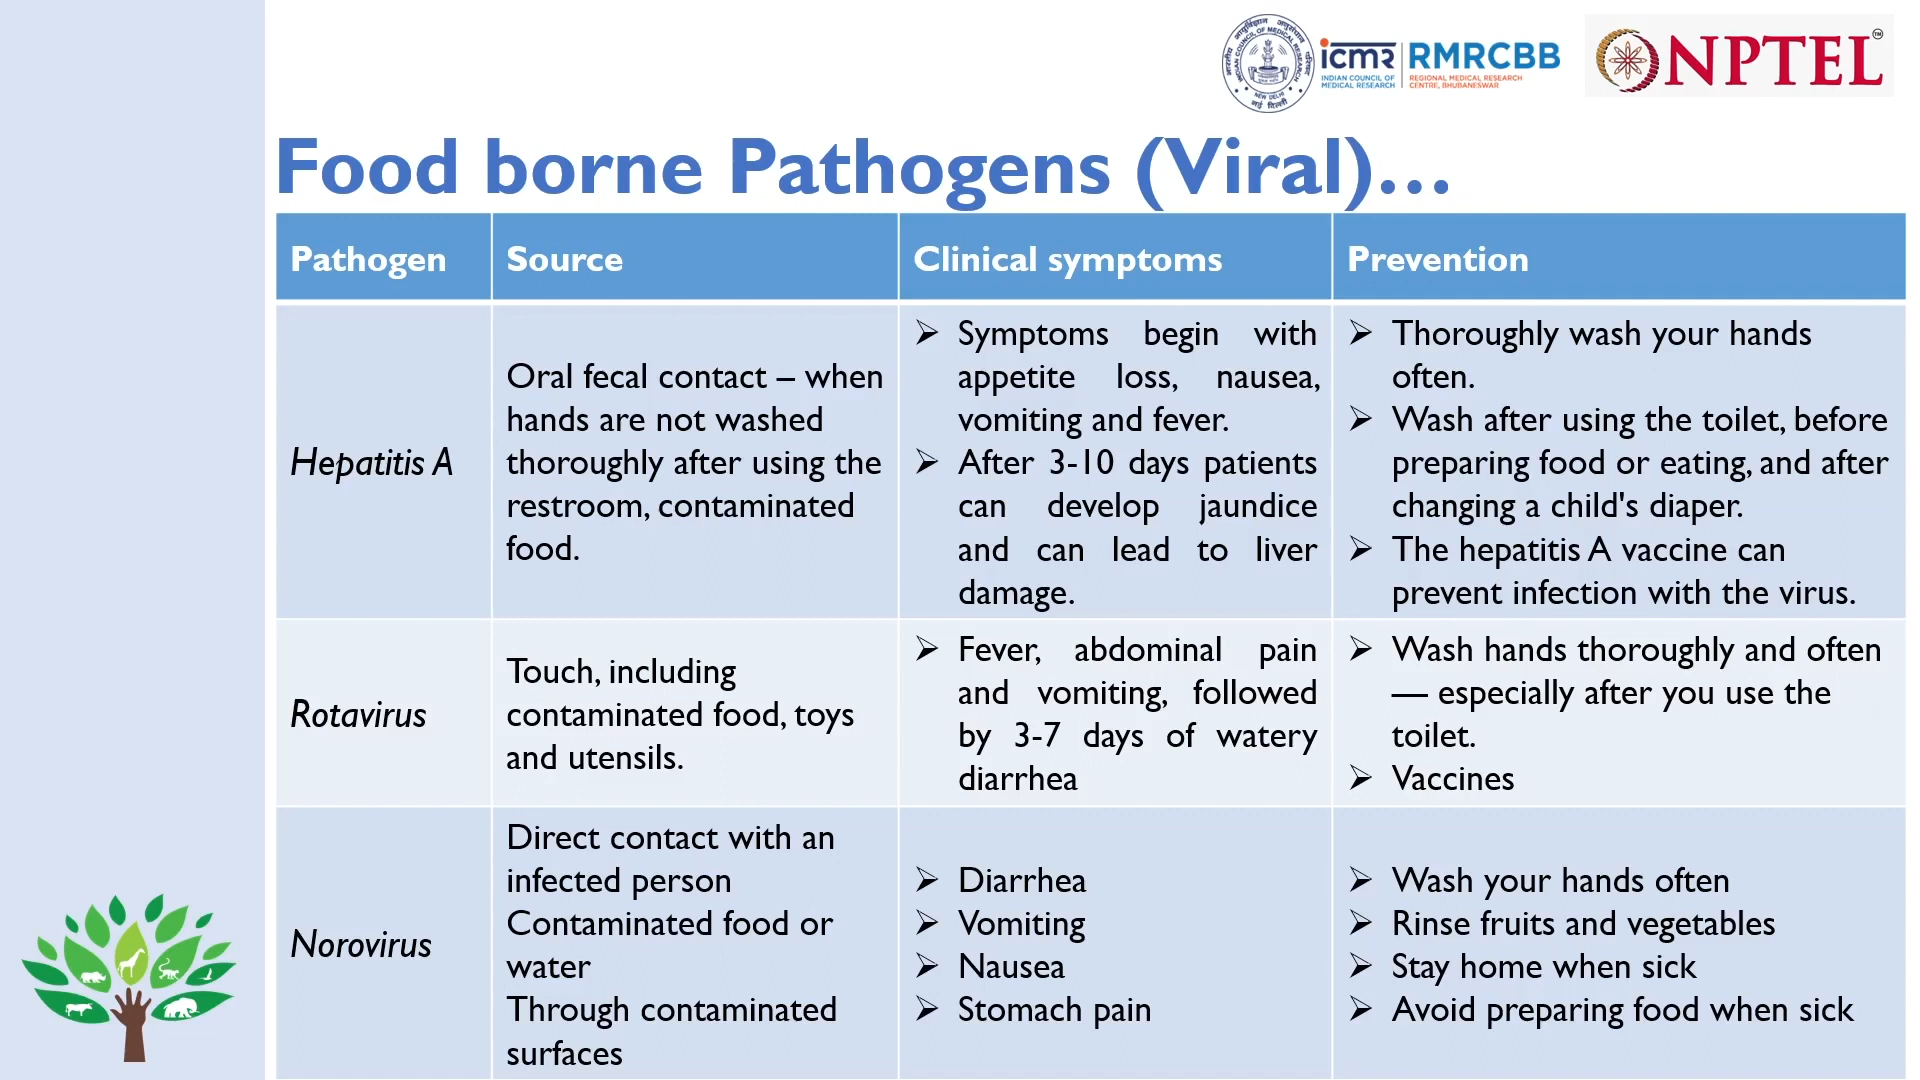 icmr
INDIAN COUNCIL OF
MEDICAL RESEARCH
RMRCBB
REGIONAL MEDICAL RESEARCH
CENTRE, BHUBANESWAR
NPTEL™
Food borne Pathogens (Viral)...
Pathogen
Source
Clinical symptoms
Prevention
Hepatitis A
Oral fecal contact – when
hands are not washed
thoroughly after using the
restroom, contaminated
food.
➢ Symptoms begin with
appetite loss, nausea,
vomiting and fever.
➢ After 3-10 days patients
can develop jaundice
and can lead to liver
damage.
➢ Thoroughly wash your hands
often.
➢ Wash after using the toilet, before
preparing food or eating, and after
changing a child's diaper.
➢ The hepatitis A vaccine can
prevent infection with the virus.
Rotavirus
Touch, including
contaminated food, toys
and utensils.
➢ Fever, abdominal pain
and vomiting, followed
by 3-7 days of watery
diarrhea
➢ Wash hands thoroughly and often
— especially after you use the
toilet.
➢ Vaccines
Norovirus
Direct contact with an
infected person
Contaminated food or
water
Through contaminated
surfaces
➢ Diarrhea
➢ Vomiting
➢ Nausea
➢ Stomach pain
➢ Wash your hands often
➢ Rinse fruits and vegetables
➢ Stay home when sick
➢ Avoid preparing food when sick